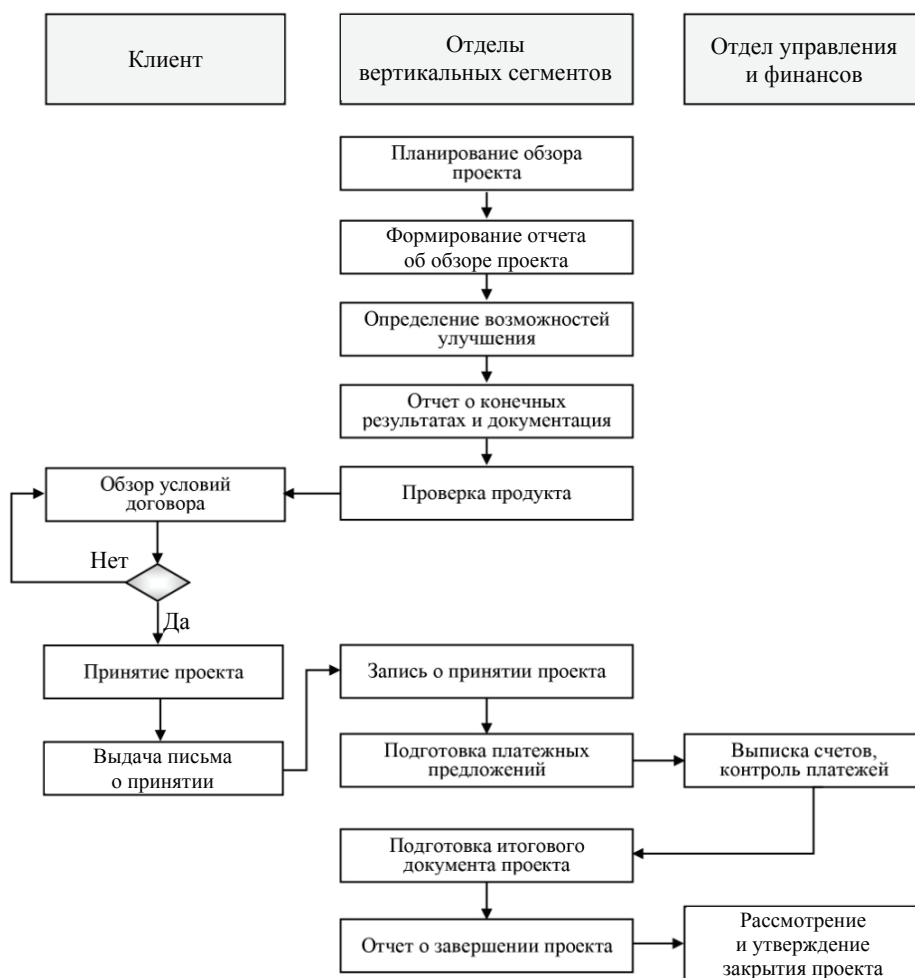 Клиент
Отделы
вертикальных сегментов
Отдел управления
и финансов
Планирование обзора
проекта
Формирование отчета
об обзоре проекта
Определение возможностей
улучшения
Отчет о конечных
результатах и документация
Обзор условий
договора
Проверка продукта
Нет
Да
Принятие проекта
Запись о принятии проекта
Выдача письма
о принятии
Подготовка платежных
предложений
Выписка счетов,
контроль платежей
Подготовка итогового
документа проекта
Отчет о завершении проекта
Рассмотрение
и утверждение
закрытия проекта